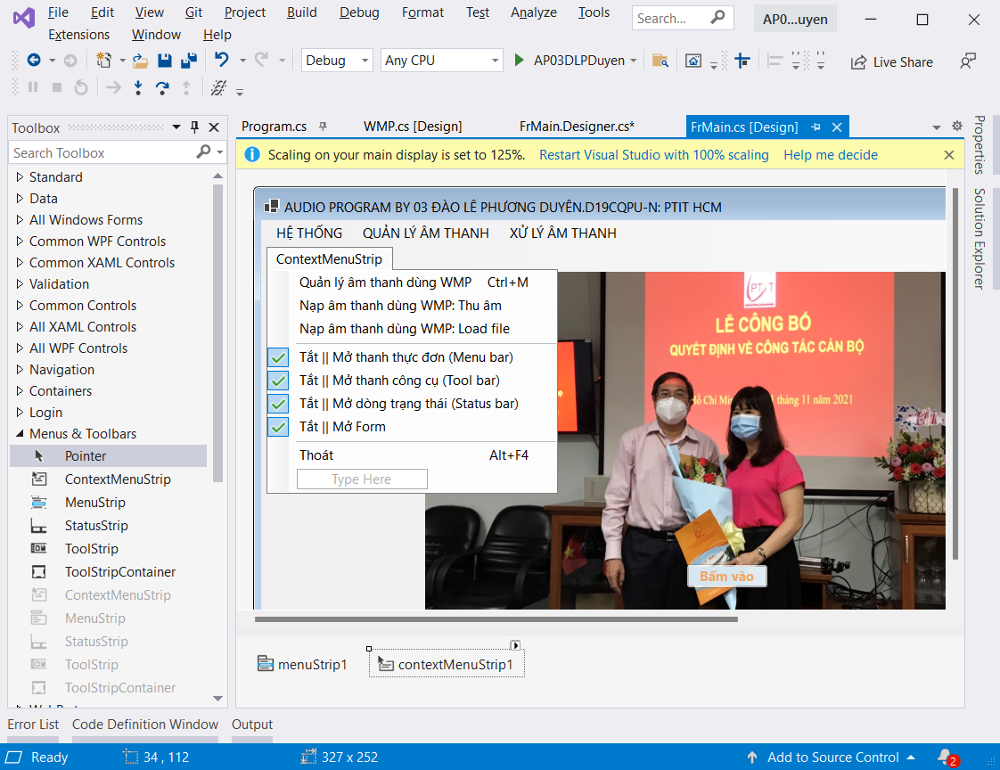 File Edit View Git Project Build Debug Format Test Analyze Tools Search... AP0...uyen
Extensions Window Help
Debug Any CPU AP03DLPDuyen Live Share
Toolbox
Search Toolbox
Standard
Data
All Windows Forms
Common WPF Controls
Common XAML Controls
Validation
Common Controls
All XAML Controls
All WPF Controls
Navigation
Containers
Login
Menus & Toolbars
Pointer
ContextMenuStrip
MenuStrip
StatusStrip
ToolStrip
ToolStripContainer
ContextMenuStrip
MenuStrip
StatusStrip
ToolStrip
ToolStripContainer
Program.cs WMP.cs [Design] FrMain.Designer.cs* FrMain.cs [Design]
Scaling on your main display is set to 125%. Restart Visual Studio with 100% scaling Help me decide
AUDIO PROGRAM BY 03 ĐÀO LÊ PHƯƠNG DUYÊN.D19CQPU-N: PTIT HCM
HỆ THỐNG QUẢN LÝ ÂM THANH XỬ LÝ ÂM THANH
ContextMenuStrip
Quản lý âm thanh dùng WMP Ctrl+M
Nạp âm thanh dùng WMP: Thu âm
Nạp âm thanh dùng WMP: Load file
Tắt || Mở thanh thực đơn (Menu bar)
Tắt || Mở thanh công cụ (Tool bar)
Tắt || Mở dòng trạng thái (Status bar)
Tắt || Mở Form
Thoát Alt+F4
Type Here
PTIT
LỄ CÔNG BỐ
QUYẾT ĐỊNH VỀ CÔNG TÁC CÁN BỘ
1 tháng 11 năm 2021
Bấm vào
menuStrip1 contextMenuStrip1
Properties
Solution Explorer
Error List Code Definition Window Output
Ready 34 , 112 327 x 252 Add to Source Control 2